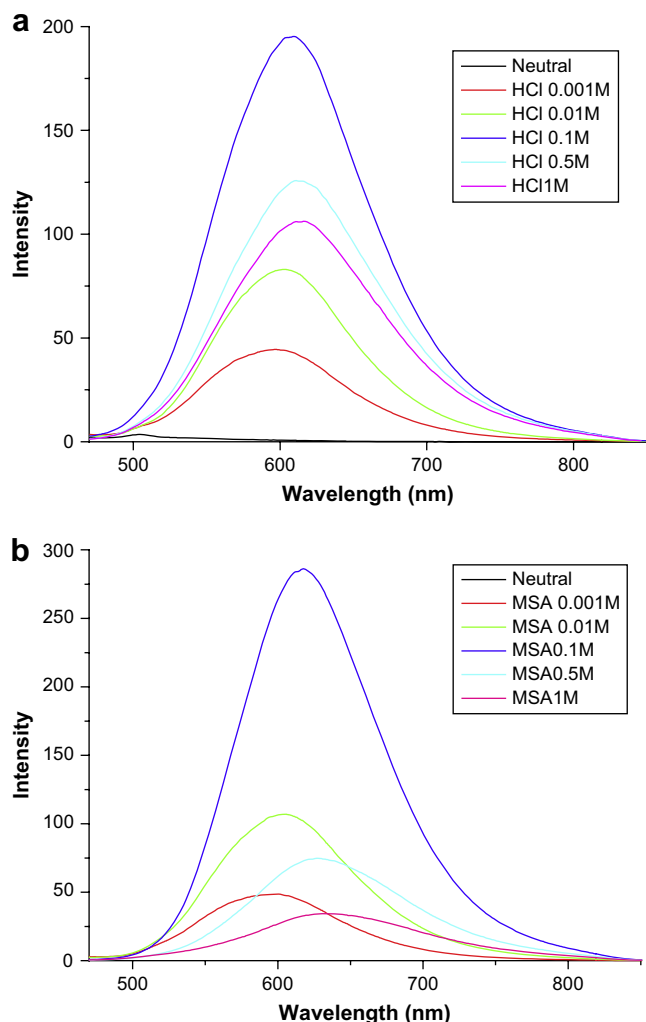 a
200
150
100
50
0
Intensity
Neutral
HCl 0.001M
HCl 0.01M
HCl 0.1M
HCl 0.5M
HCl1M
500 600 700 800
Wavelength (nm)
b
300
250
200
150
100
50
0
Intensity
Neutral
MSA 0.001M
MSA 0.01M
MSA0.1M
MSA0.5M
MSA1M
500 600 700 800
Wavelength (nm)